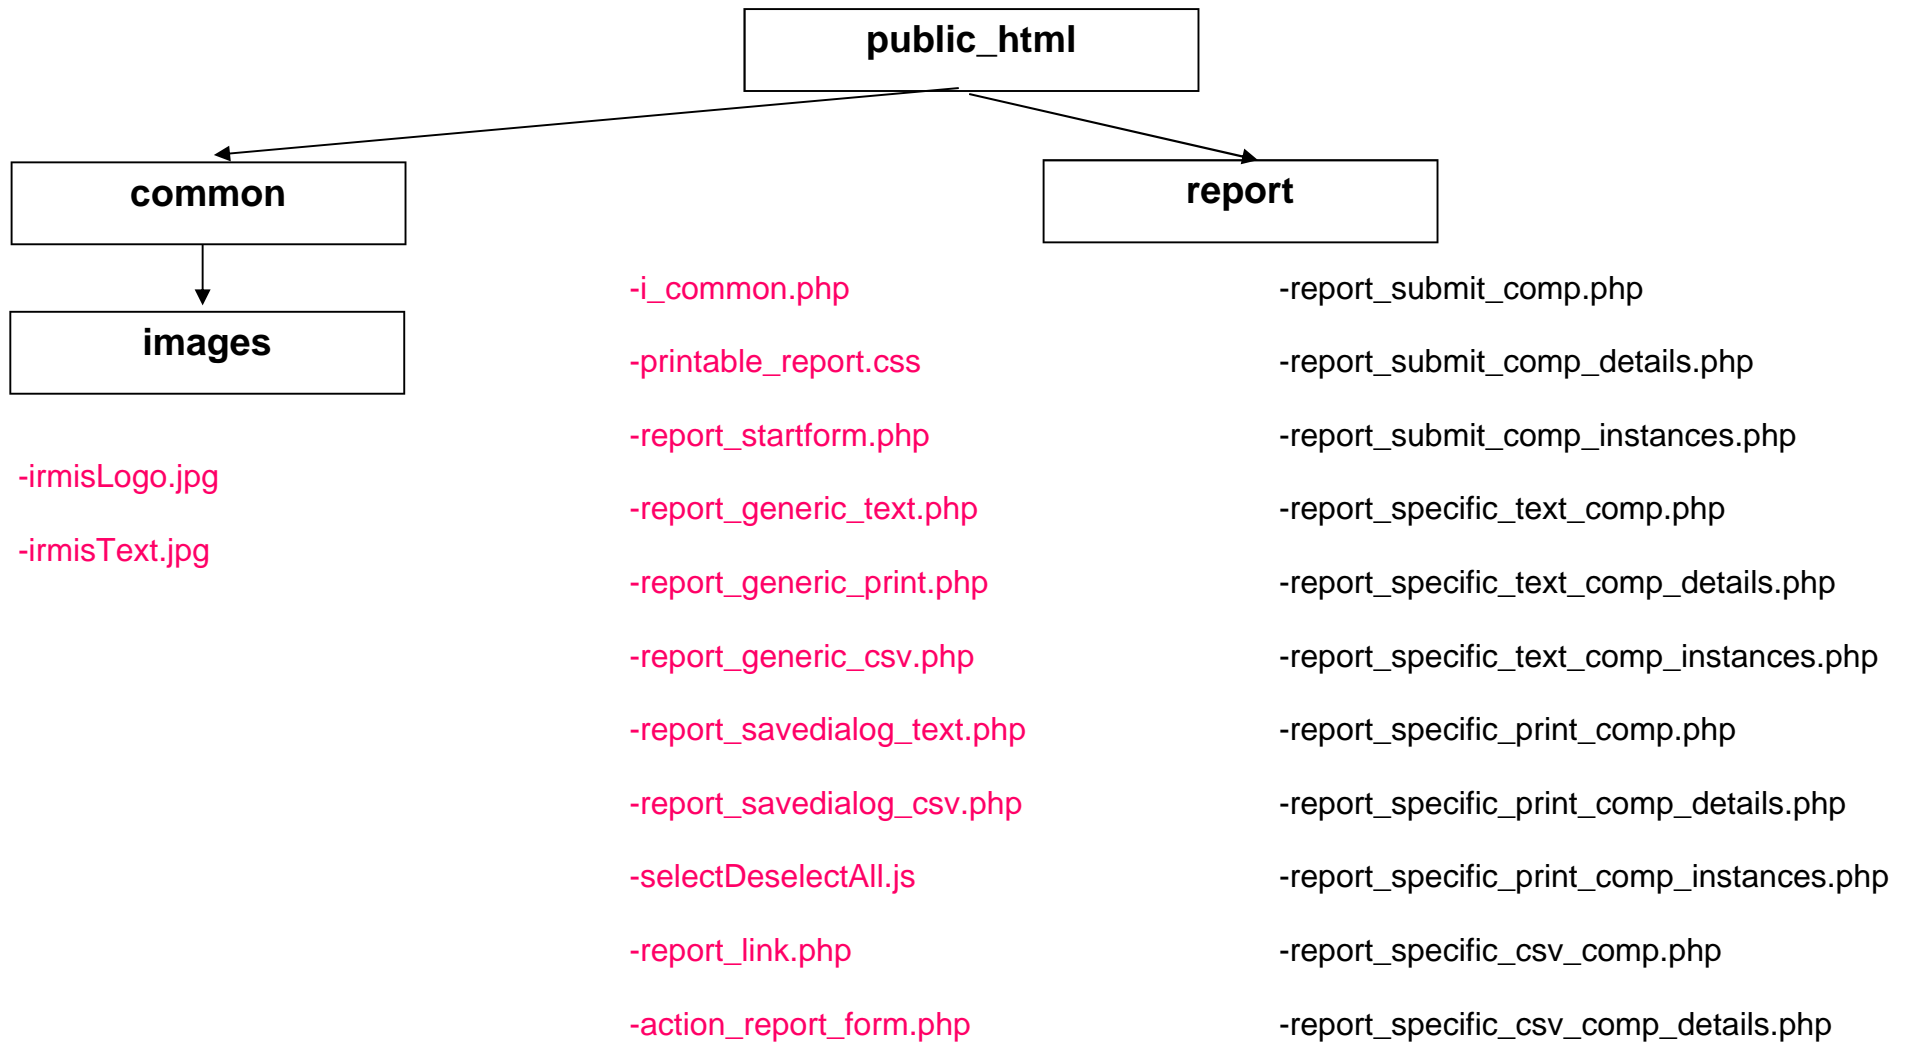 public_html
common
report
images
-irmisLogo.jpg
-irmisText.jpg
-i_common.php
-printable_report.css
-report_startform.php
-report_generic_text.php
-report_generic_print.php
-report_generic_csv.php
-report_savedialog_text.php
-report_savedialog_csv.php
-selectDeselectAll.js
-report_link.php
-action_report_form.php
-report_submit_comp.php
-report_submit_comp_details.php
-report_submit_comp_instances.php
-report_specific_text_comp.php
-report_specific_text_comp_details.php
-report_specific_text_comp_instances.php
-report_specific_print_comp.php
-report_specific_print_comp_details.php
-report_specific_print_comp_instances.php
-report_specific_csv_comp.php
-report_specific_csv_comp_details.php